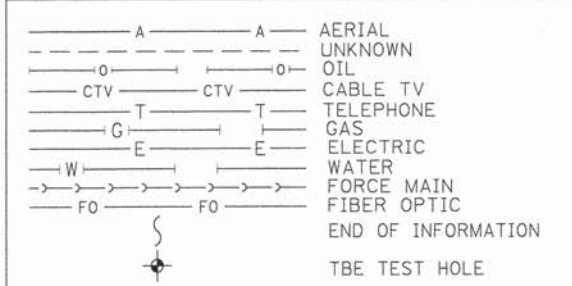 A A AERIAL
UNKNOWN
O O OIL
CTV CTV CABLE TV
T T TELEPHONE
G GAS
E E ELECTRIC
W WATER
FORCE MAIN
FO FO FIBER OPTIC
END OF INFORMATION
TBE TEST HOLE